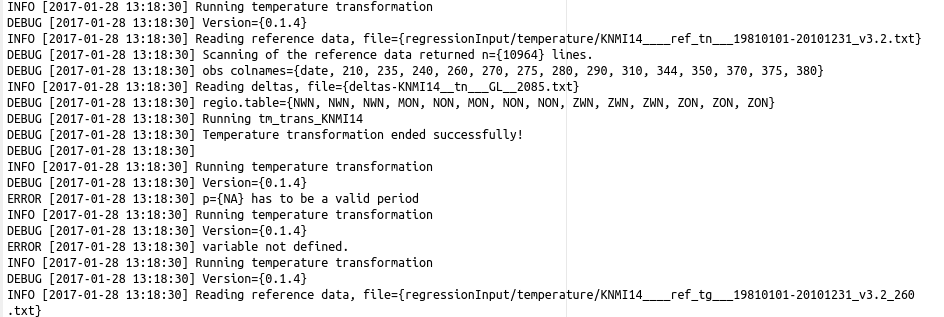 INFO [2017-01-28 13:18:30] Running temperature transformation
DEBUG [2017-01-28 13:18:30] Version={0.1.4}
INFO [2017-01-28 13:18:30] Reading reference data, file={regressionInput/temperature/KNMI14____ref_tn___19810101-20101231_v3.2.txt}
DEBUG [2017-01-28 13:18:30] Scanning of the reference data returned n={10964} lines.
DEBUG [2017-01-28 13:18:30] obs colnames={date, 210, 235, 240, 260, 270, 275, 280, 290, 310, 344, 350, 370, 375, 380}
INFO [2017-01-28 13:18:30] Reading deltas, file={deltas-KNMI14__tn___GL__2085.txt}
DEBUG [2017-01-28 13:18:30] regio.table={NWN, NWN, NWN, MON, NON, MON, NON, NON, ZWN, ZWN, ZWN, ZON, ZON, ZON}
DEBUG [2017-01-28 13:18:30] Running tm_trans_KNMI14
DEBUG [2017-01-28 13:18:30] Temperature transformation ended successfully!
DEBUG [2017-01-28 13:18:30]
INFO [2017-01-28 13:18:30] Running temperature transformation
DEBUG [2017-01-28 13:18:30] Version={0.1.4}
ERROR [2017-01-28 13:18:30] p={NA} has to be a valid period
INFO [2017-01-28 13:18:30] Running temperature transformation
DEBUG [2017-01-28 13:18:30] Version={0.1.4}
ERROR [2017-01-28 13:18:30] variable not defined.
INFO [2017-01-28 13:18:30] Running temperature transformation
DEBUG [2017-01-28 13:18:30] Version={0.1.4}
INFO [2017-01-28 13:18:30] Reading reference data, file={regressionInput/temperature/KNMI14____ref_tg___19810101-20101231_v3.2_260
.txt}